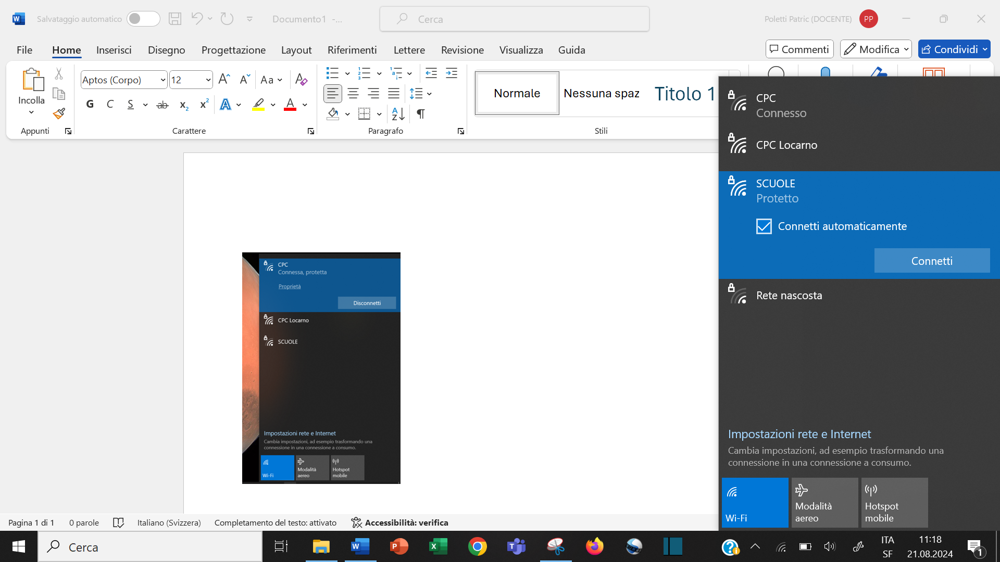 Salvataggio automatico
Documento1 -...
Cerca
Poletti Patric (DOCENTE)
PP
File
Home
Inserisci
Disegno
Progettazione
Layout
Riferimenti
Lettere
Revisione
Visualizza
Guida
Commenti
Modifica
Condividi
Incolla
Appunti
Aptos (Corpo)
12
Aa
G C S ab x2 x2 A A
Carattere
Paragrafo
Normale
Nessuna spaz
Titolo 1
Stili
CPC
Connessa, protetta
Proprietà
Disconnetti
CPC Locarno
SCUOLE
Impostazioni rete e Internet
Cambia impostazioni, ad esempio trasformando una
connessione in una connessione a consumo.
Wi-Fi
Modalità
aereo
Hotspot
mobile
CPC
Connesso
CPC Locarno
SCUOLE
Protetto
Connetti automaticamente
Connetti
Rete nascosta
Impostazioni rete e Internet
Cambia impostazioni, ad esempio trasformando una
connessione in una connessione a consumo.
Wi-Fi
Modalità
aereo
Hotspot
mobile
Pagina 1 di 1
0 parole
Italiano (Svizzera)
Completamento del testo: attivato
Accessibilità: verifica
Cerca
ITA
SF
11:18
21.08.2024
1